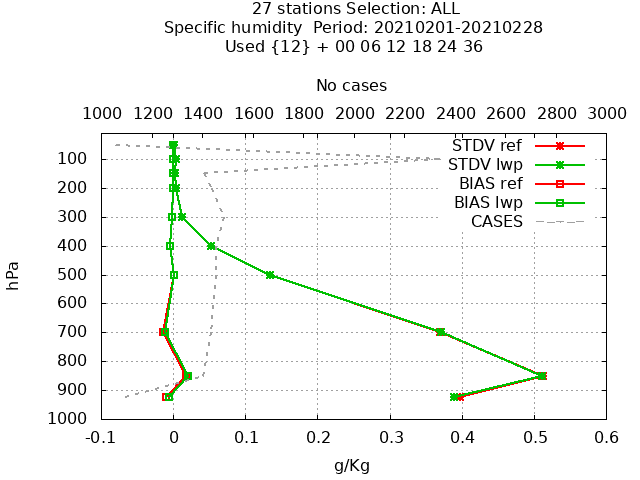 27 stations Selection: ALL
Specific humidity  Period: 20210201-20210228
Used {12} + 00 06 12 18 24 36
No cases
1000 1200 1400 1600 1800 2000 2200 2400 2600 2800 3000
STDV ref
STDV lwp
BIAS ref
BIAS lwp
CASES
hPa
100
200
300
400
500
600
700
800
900
1000
-0.1 0 0.1 0.2 0.3 0.4 0.5 0.6
g/Kg